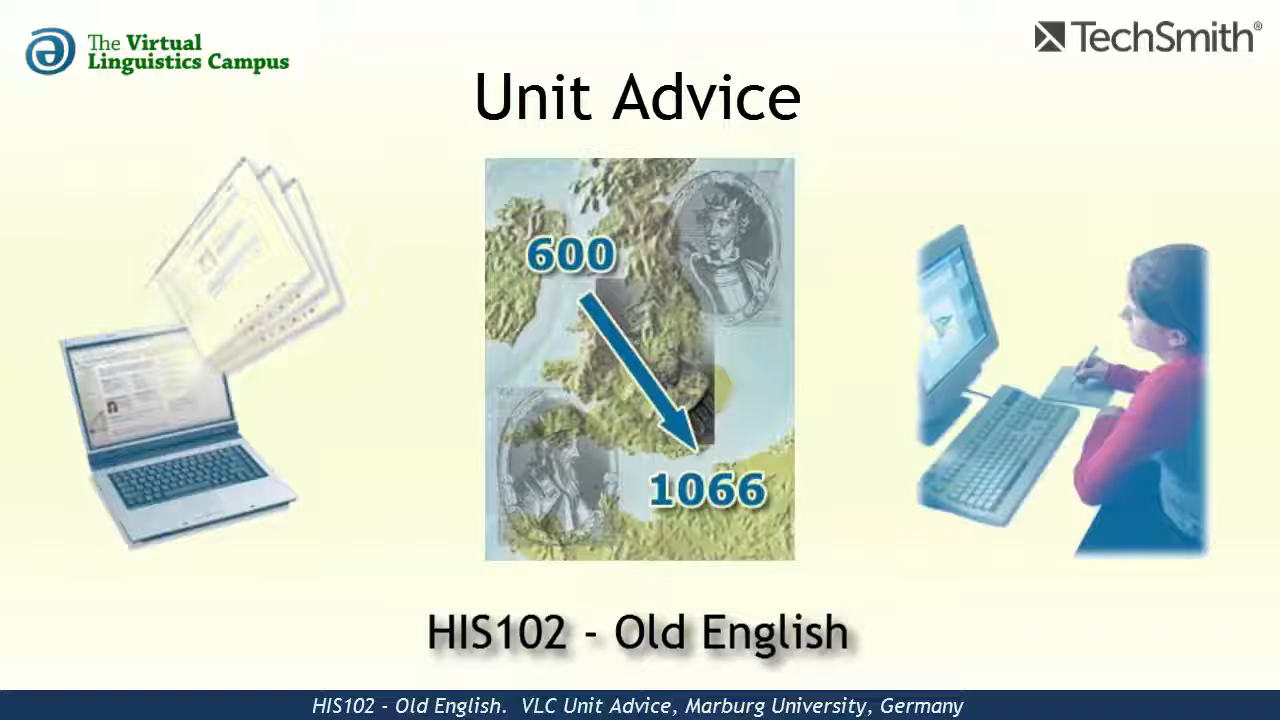 The Virtual
Linguistics Campus
TechSmith®
Unit Advice
600
1066
HIS102 - Old English
HIS102 - Old English. VLC Unit Advice, Marburg University, Germany